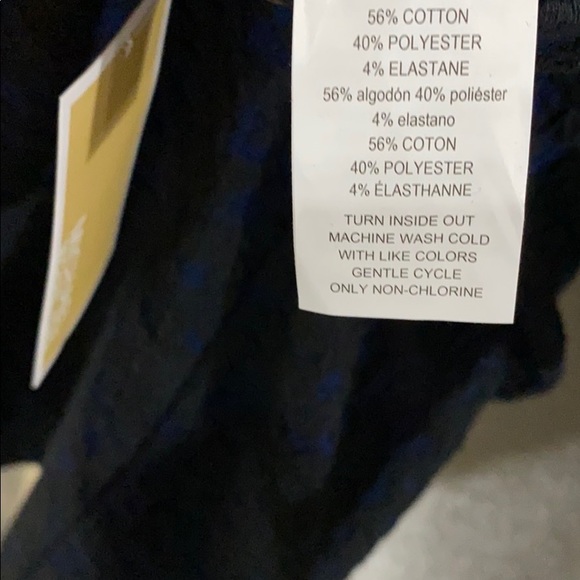 56% COTTON
40% POLYESTER
4% ELASTANE
56% algodón 40% poliéster
4% elastano
56% COTON
40% POLYESTER
4% ÉLASTHANNE
TURN INSIDE OUT
MACHINE WASH COLD
WITH LIKE COLORS
GENTLE CYCLE
ONLY NON-CHLORINE